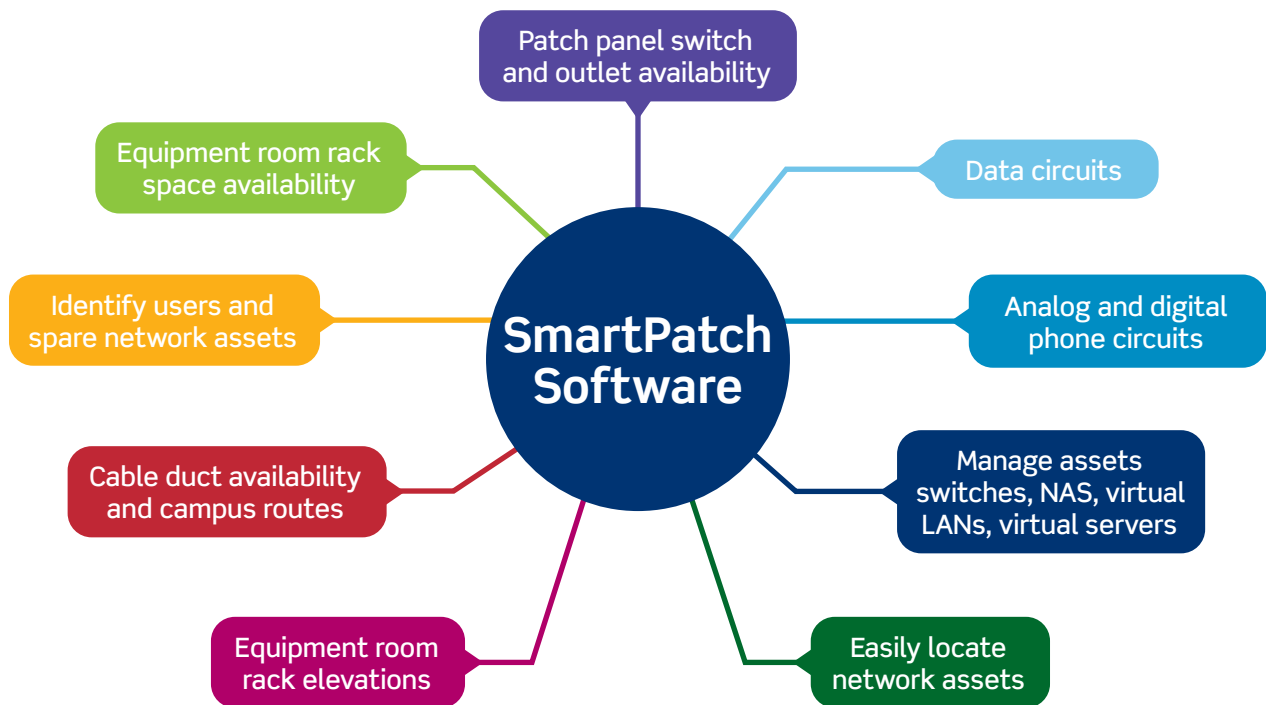 Patch panel switch
and outlet availability
Equipment room rack
space availability
Data circuits
Identify users and
spare network assets
SmartPatch
Software
Analog and digital
phone circuits
Cable duct availability
and campus routes
Manage assets
switches, NAS, virtual
LANs, virtual servers
Equipment room
rack elevations
Easily locate
network assets